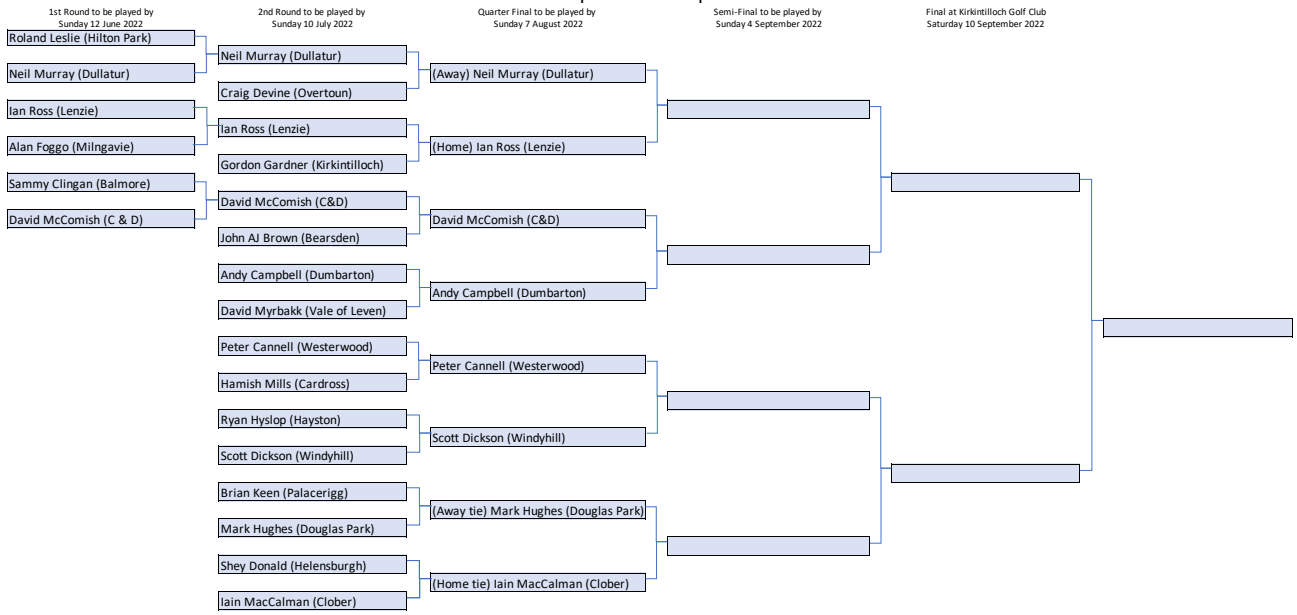 1st Round to be played by
Sunday 12 June 2022
2nd Round to be played by
Sunday 10 July 2022
Quarter Final to be played by
Sunday 7 August 2022
Semi-Final to be played by
Sunday 4 September 2022
Final at Kirkintilloch Golf Club
Saturday 10 September 2022
Roland Leslie (Hilton Park)
Neil Murray (Dullatur)
Ian Ross (Lenzie)
Alan Foggo (Milngavie)
Sammy Clingan (Balmore)
David McComish (C & D)
Neil Murray (Dullatur)
Craig Devine (Overtoun)
Ian Ross (Lenzie)
Gordon Gardner (Kirkintilloch)
David McComish (C&D)
John AJ Brown (Bearsden)
Andy Campbell (Dumbarton)
David Myrbakk (Vale of Leven)
Peter Cannell (Westerwood)
Hamish Mills (Cardross)
Ryan Hyslop (Hayston)
Scott Dickson (Windyhill)
Brian Keen (Palacerigg)
Mark Hughes (Douglas Park)
Shey Donald (Helensburgh)
Iain MacCalman (Clober)
(Away) Neil Murray (Dullatur)
(Home) Ian Ross (Lenzie)
David McComish (C&D)
Andy Campbell (Dumbarton)
Peter Cannell (Westerwood)
Scott Dickson (Windyhill)
(Away tie) Mark Hughes (Douglas Park)
(Home tie) Iain MacCalman (Clober)